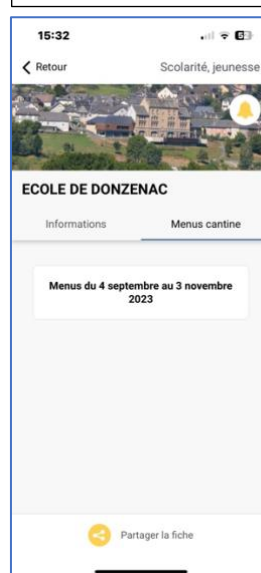 15:32
Retour Scolarité, jeunesse
ECOLE DE DONZENAC
Informations Menus cantine
Menus du 4 septembre au 3 novembre
2023
Partager la fiche